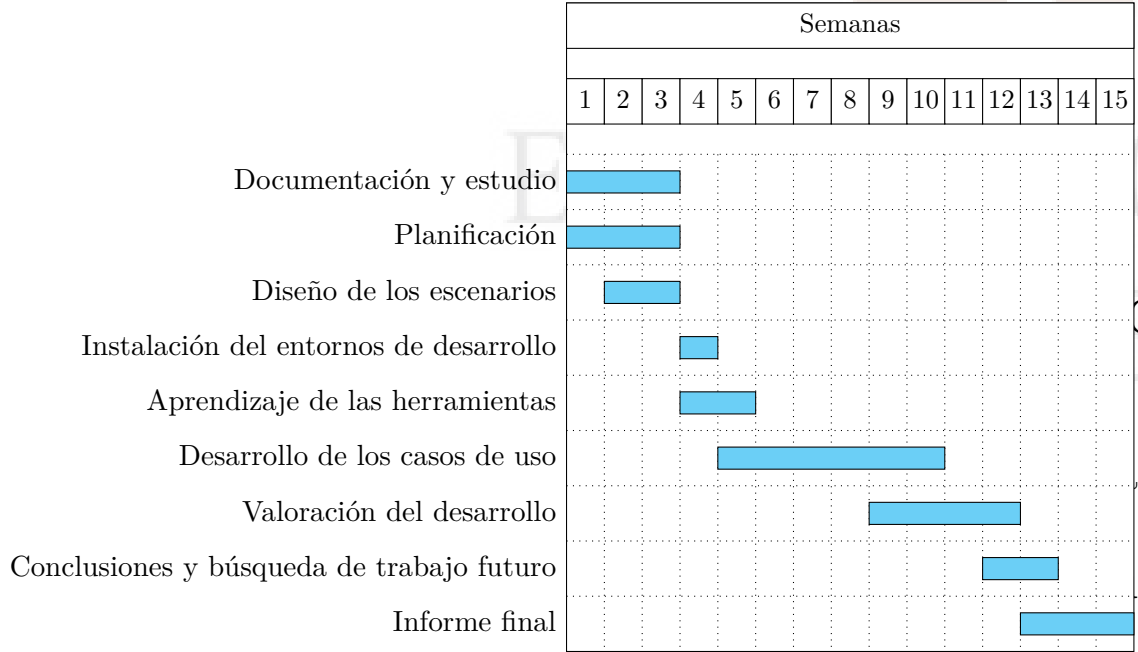 Semanas
1 2 3 4 5 6 7 8 9 10 11 12 13 14 15
Documentación y estudio
Planificación
Diseño de los escenarios
Instalación del entornos de desarrollo
Aprendizaje de las herramientas
Desarrollo de los casos de uso
Valoración del desarrollo
Conclusiones y búsqueda de trabajo futuro
Informe final